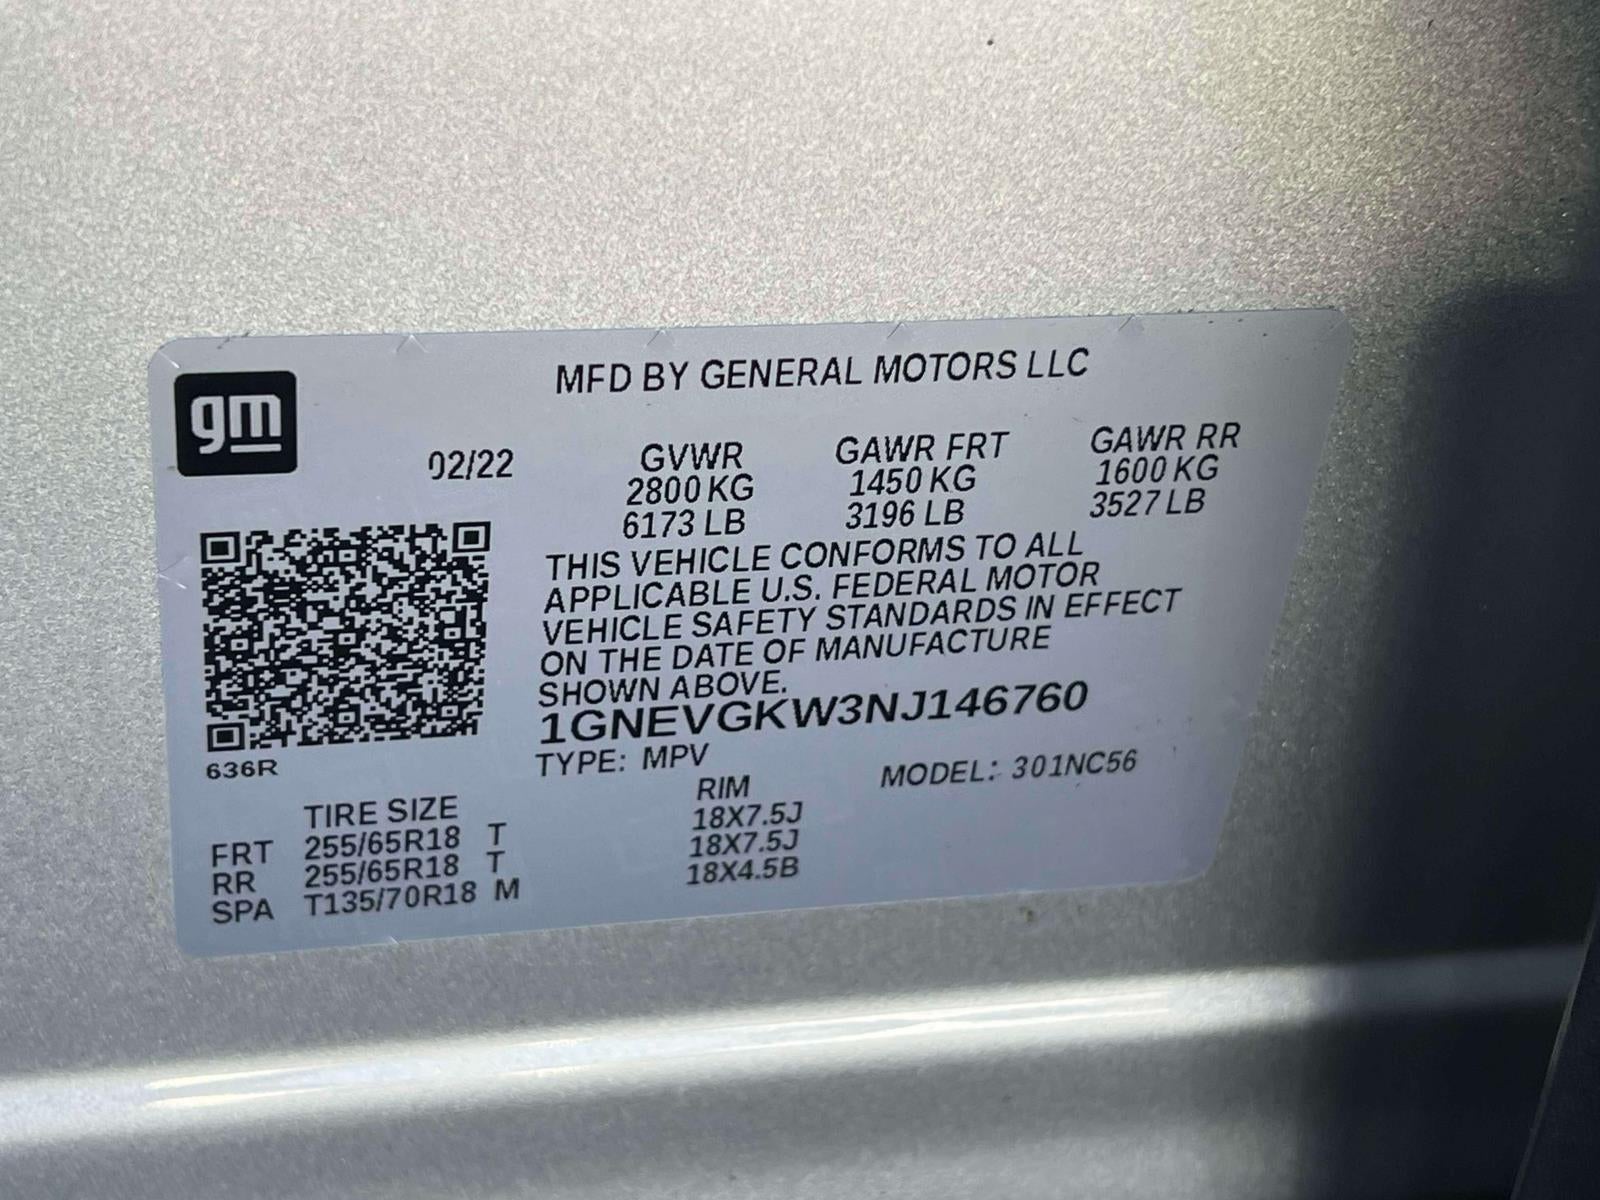 gm
MFD BY GENERAL MOTORS LLC
02/22 GVWR GAWR FRT GAWR RR
2800 KG 1450 KG 1600 KG
6173 LB 3196 LB 3527 LB
THIS VEHICLE CONFORMS TO ALL
APPLICABLE U.S. FEDERAL MOTOR
VEHICLE SAFETY STANDARDS IN EFFECT
ON THE DATE OF MANUFACTURE
SHOWN ABOVE.
1GNEVGKW3NJ146760
636R TYPE: MPV MODEL: 301NC56
TIRE SIZE RIM
FRT 255/65R18 T 18X7.5J
RR 255/65R18 T 18X7.5J
SPA T135/70R18 M 18X4.5B